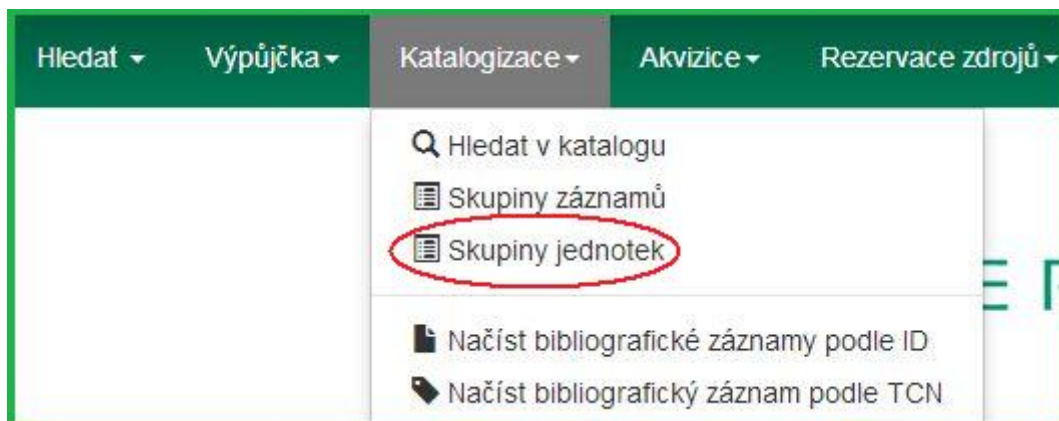 Hledat Výpůjčka Katalogizace Akvizice Rezervace zdrojů
Hledat v katalogu
Skupiny záznamů
Skupiny jednotek
Načíst bibliografické záznamy podle ID
Načíst bibliografický záznam podle TCN